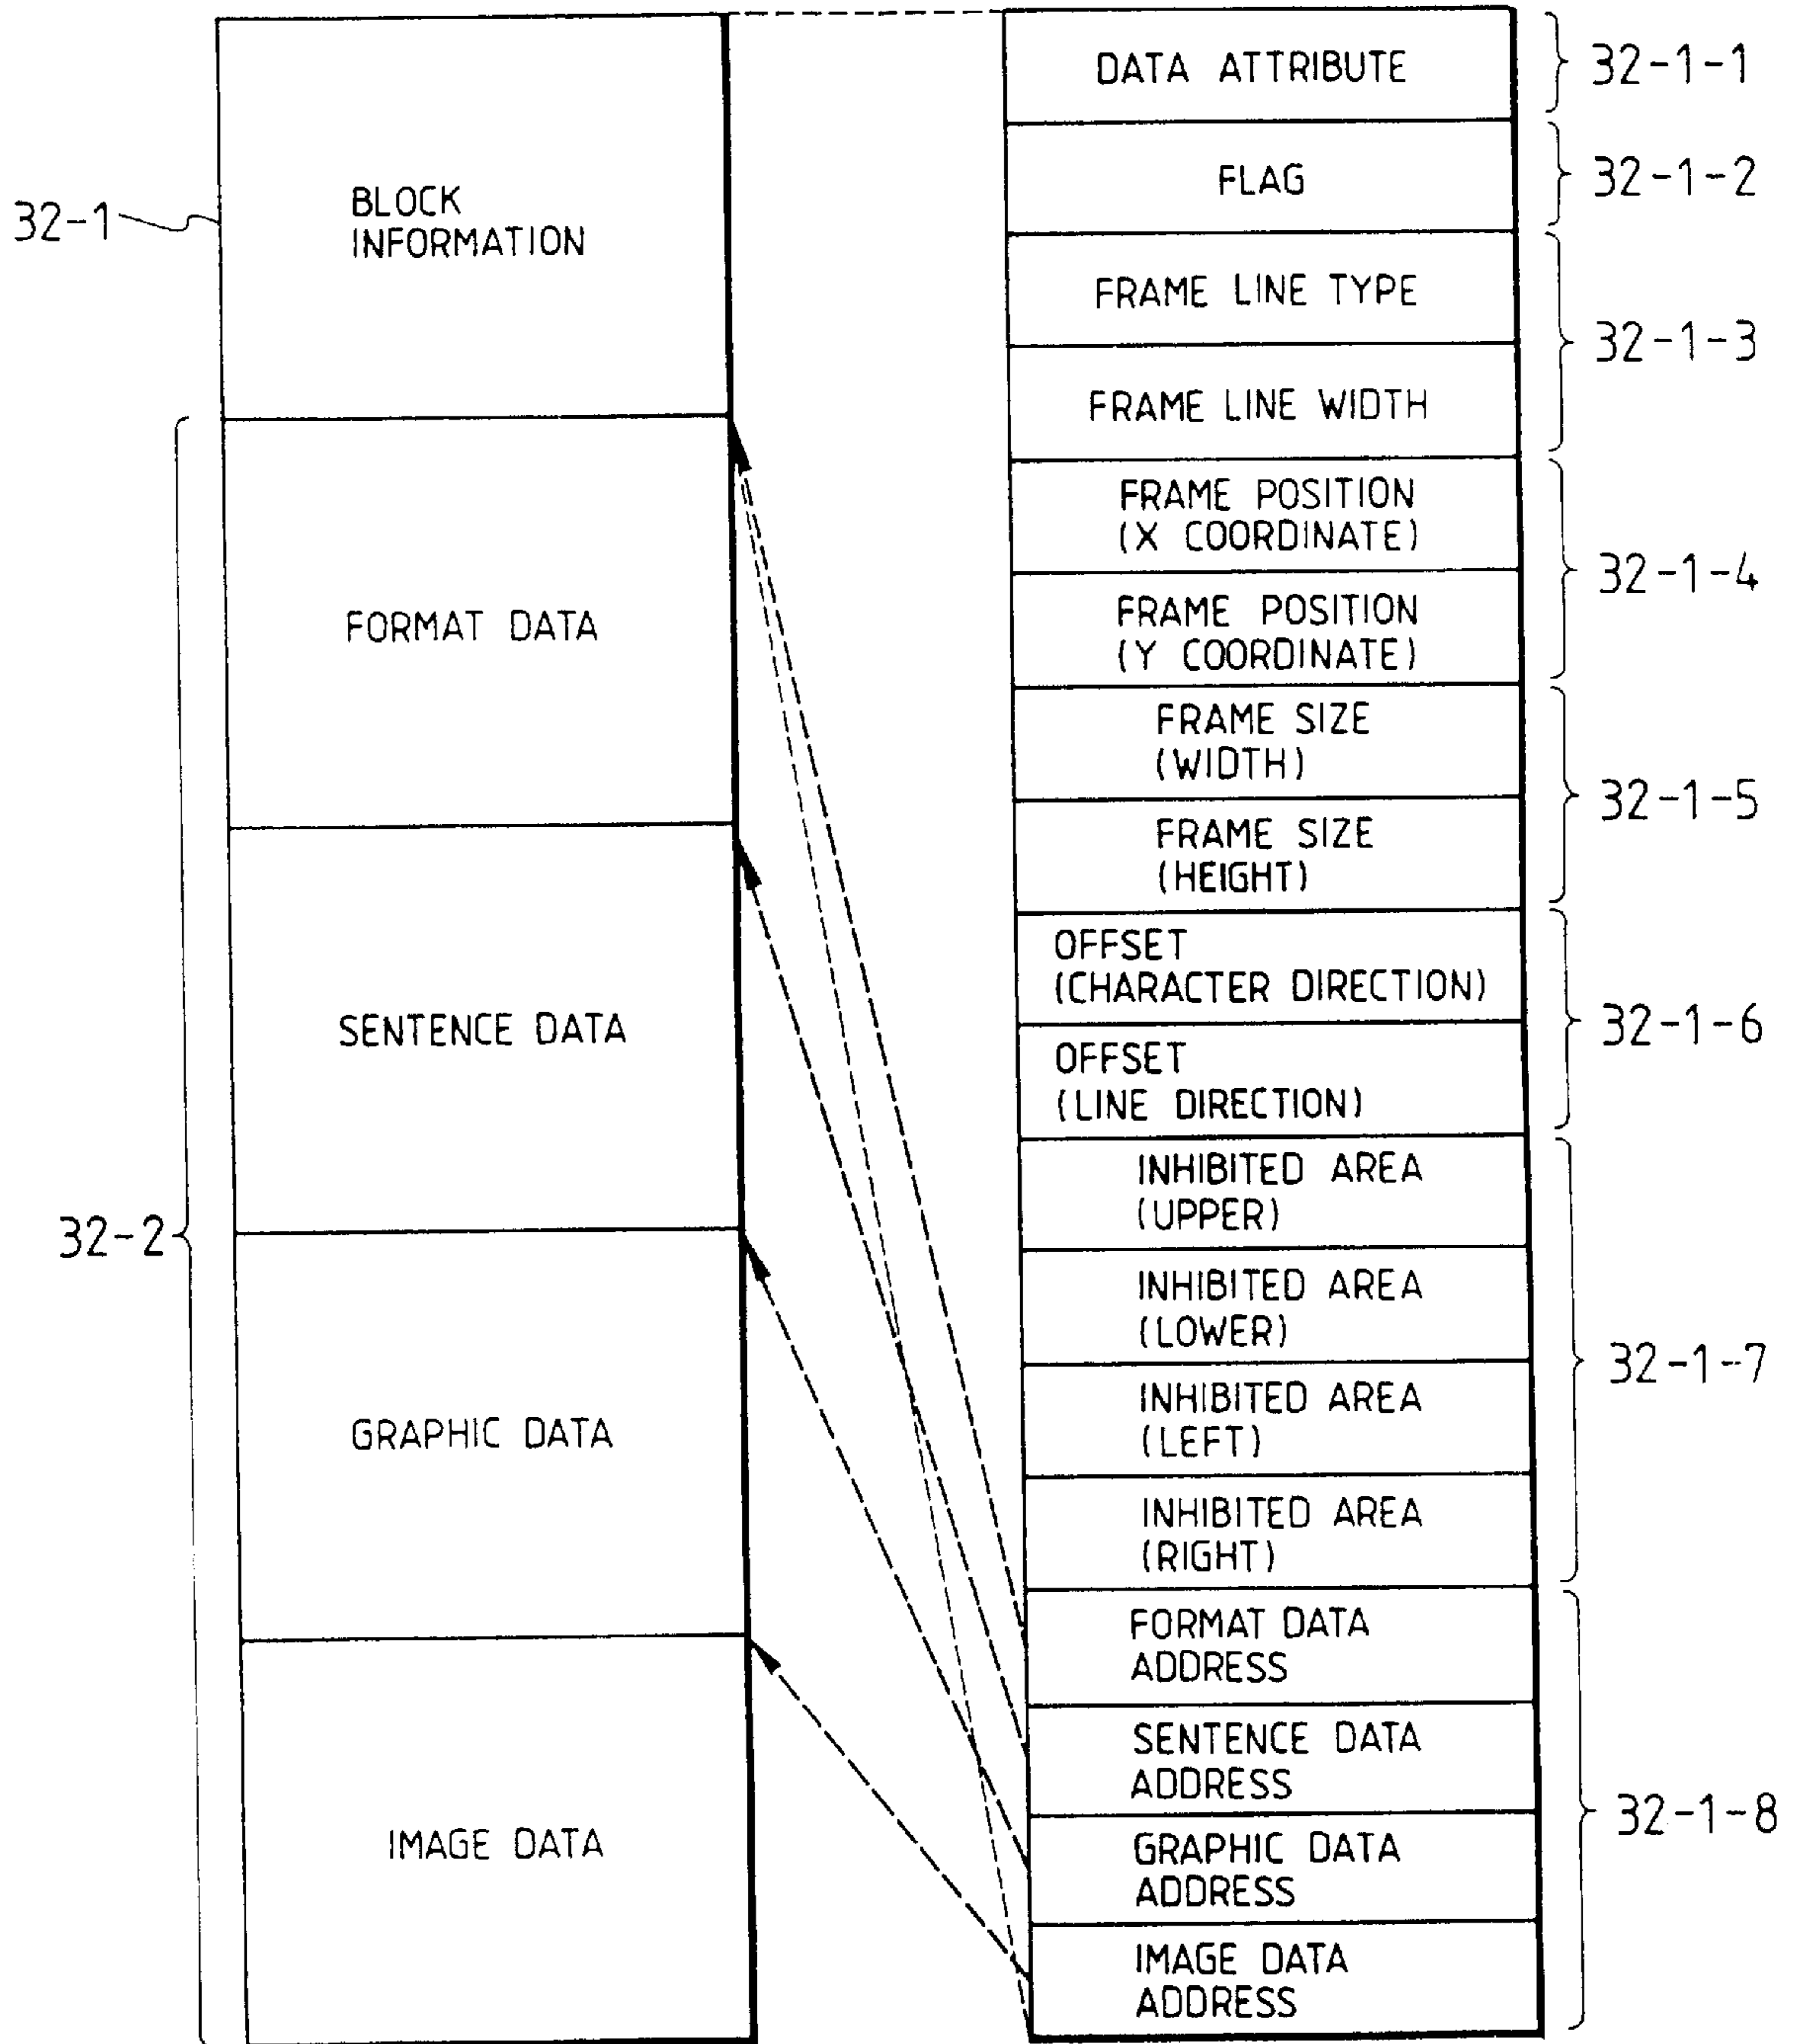 32-1
BLOCK
INFORMATION
FORMAT DATA
SENTENCE DATA
32-2
GRAPHIC DATA
IMAGE DATA
DATA ATTRIBUTE
32-1-1
FLAG
32-1-2
FRAME LINE TYPE
32-1-3
FRAME LINE WIDTH
FRAME POSITION
(X COORDINATE)
32-1-4
FRAME POSITION
(Y COORDINATE)
FRAME SIZE
(WIDTH)
32-1-5
FRAME SIZE
(HEIGHT)
OFFSET
(CHARACTER DIRECTION)
32-1-6
OFFSET
(LINE DIRECTION)
INHIBITED AREA
(UPPER)
INHIBITED AREA
(LOWER)
32-1-7
INHIBITED AREA
(LEFT)
INHIBITED AREA
(RIGHT)
FORMAT DATA
ADDRESS
SENTENCE DATA
ADDRESS
32-1-8
GRAPHIC DATA
ADDRESS
IMAGE DATA
ADDRESS